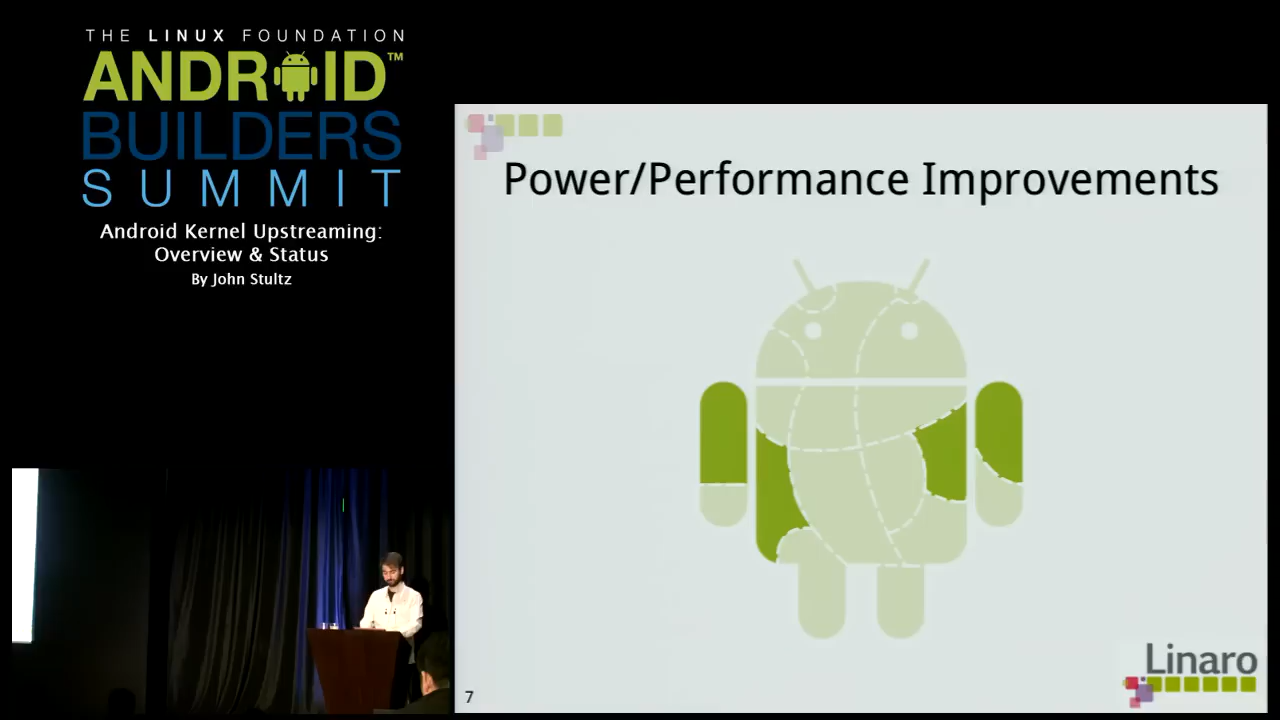 THE LINUX FOUNDATION
ANDROID™
BUILDERS
SUMMIT
Android Kernel Upstreaming:
Overview & Status
By John Stultz
Power/Performance Improvements
Linaro
7